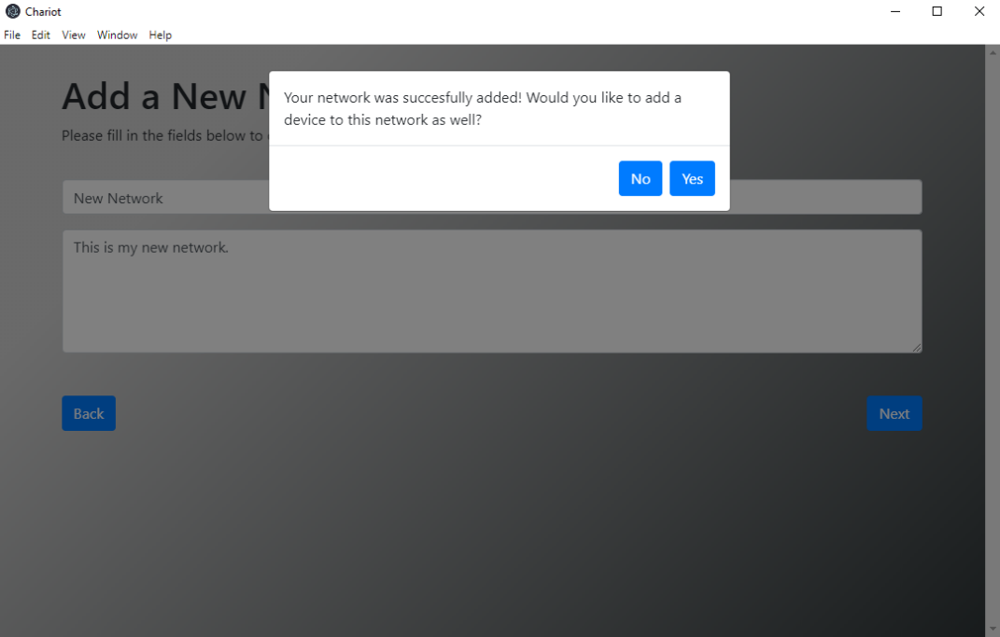 Chariot
File Edit View Window Help
Add a New
Please fill in the fields below to
Your network was succesfully added! Would you like to add a
device to this network as well?
No Yes
New Network
This is my new network.
Back Next